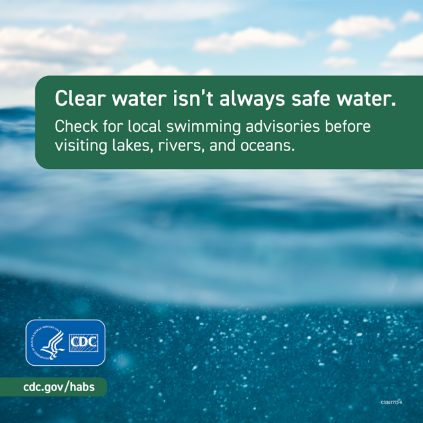 Clear water isn't always safe water.
Check for local swimming advisories before
visiting lakes, rivers, and oceans.
CDC
cdc.gov/habs